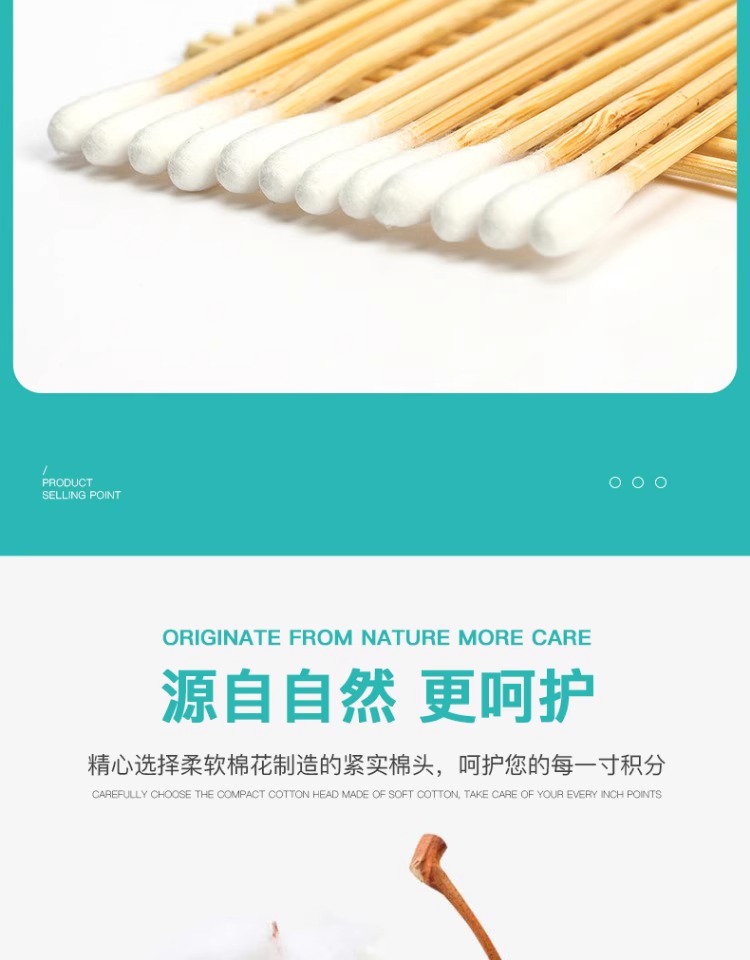 /
PRODUCT
SELLING POINT
ORIGINATE FROM NATURE MORE CARE
源自自然 更呵护
精心选择柔软棉花制造的紧实棉头，呵护您的每一寸积分
CAREFULLY CHOOSE THE COMPACT COTTON HEAD MADE OF SOFT COTTON, TAKE CARE OF YOUR EVERY INCH POINTS